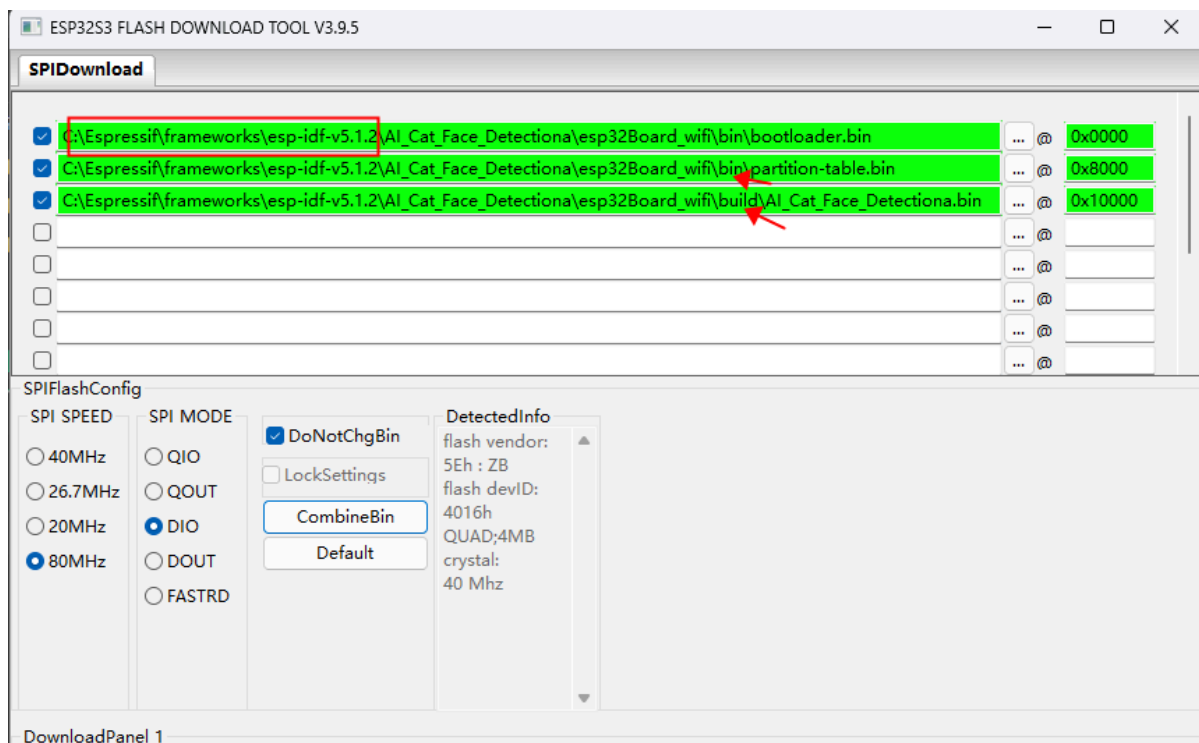 ESP32S3 FLASH DOWNLOAD TOOL V3.9.5
SPIDownload
C:\Espressif\frameworks\esp-idf-v5.1.2\AI_Cat_Face_Detectiona\esp32Board_wifi\bin\bootloader.bin ... @ 0x0000
C:\Espressif\frameworks\esp-idf-v5.1.2\AI_Cat_Face_Detectiona\esp32Board_wifi\bin\partition-table.bin ... @ 0x8000
C:\Espressif\frameworks\esp-idf-v5.1.2\AI_Cat_Face_Detectiona\esp32Board_wifi\build\AI_Cat_Face_Detectiona.bin ... @ 0x10000
... @
... @
... @
... @
... @
SPIFlashConfig
SPI SPEED
40MHz
26.7MHz
20MHz
80MHz
SPI MODE
QIO
QOUT
DIO
DOUT
FASTRD
DoNotChgBin
LockSettings
CombineBin
Default
DetectedInfo
flash vendor:
5Eh : ZB
flash devID:
4016h
QUAD;4MB
crystal:
40 Mhz
DownloadPanel 1